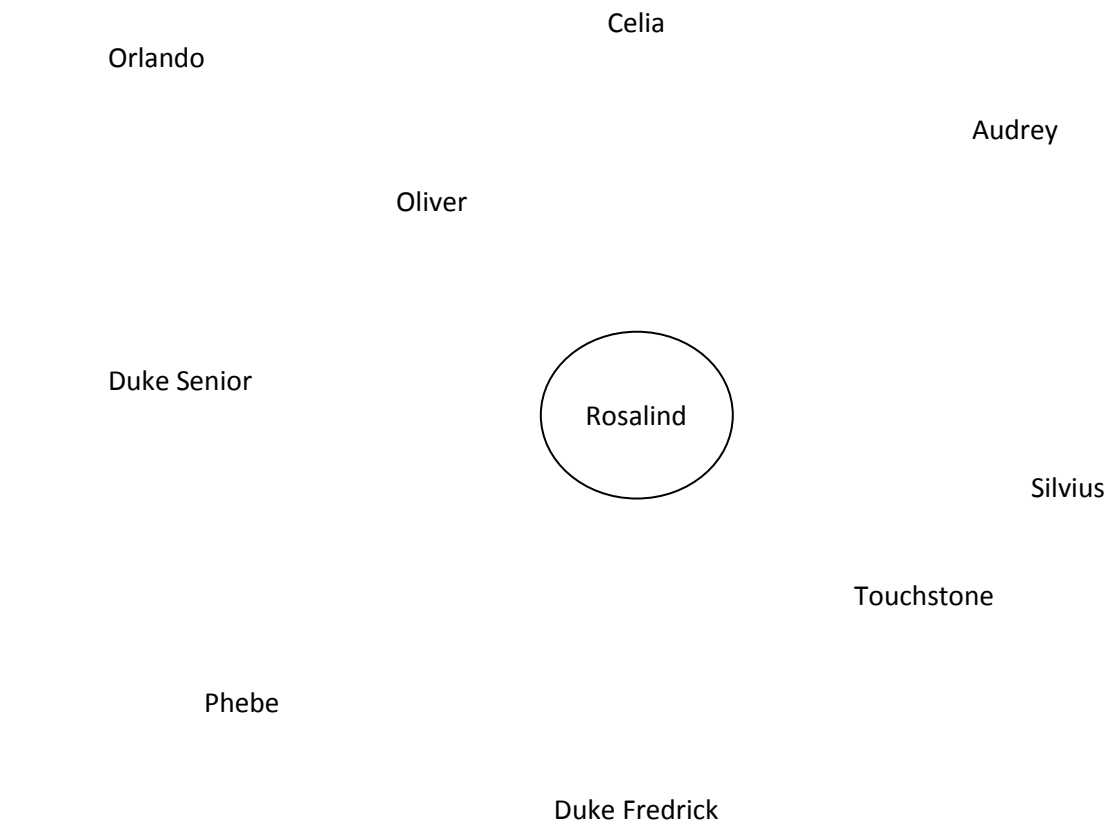 Celia
Orlando
Audrey
Oliver
Duke Senior
Rosalind
Silvius
Touchstone
Phebe
Duke Fredrick